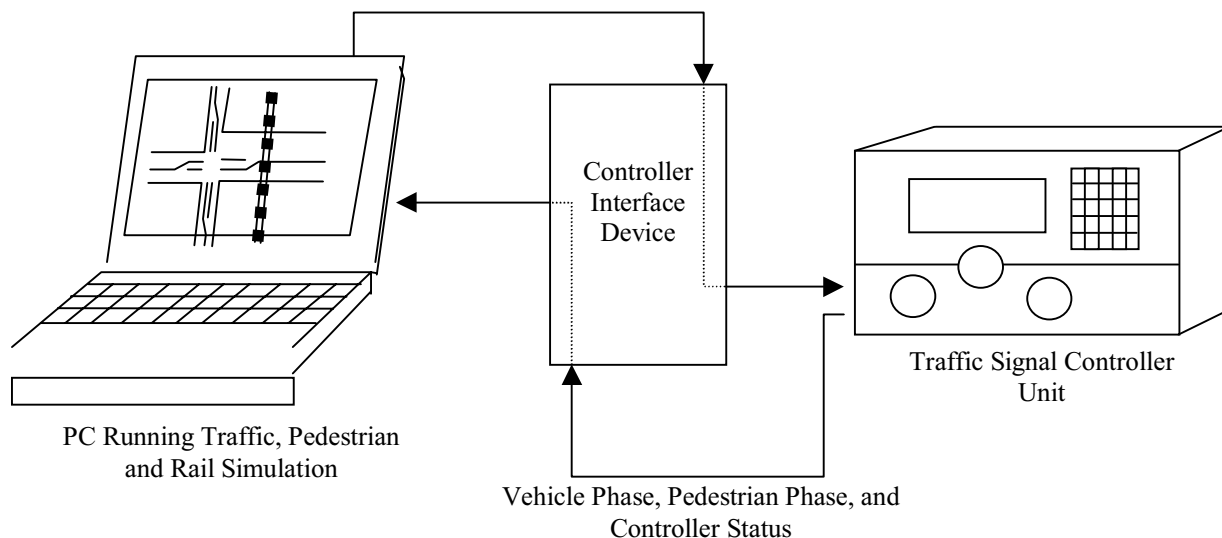 Controller
Interface
Device
Traffic Signal Controller
Unit
PC Running Traffic, Pedestrian
and Rail Simulation
Vehicle Phase, Pedestrian Phase, and
Controller Status